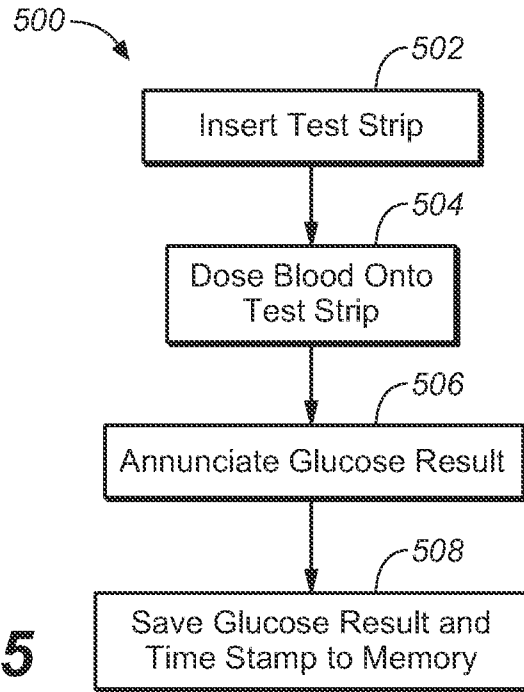 500
502
Insert Test Strip
504
Dose Blood Onto
Test Strip
506
Annunciate Glucose Result
508
Save Glucose Result and
Time Stamp to Memory
5